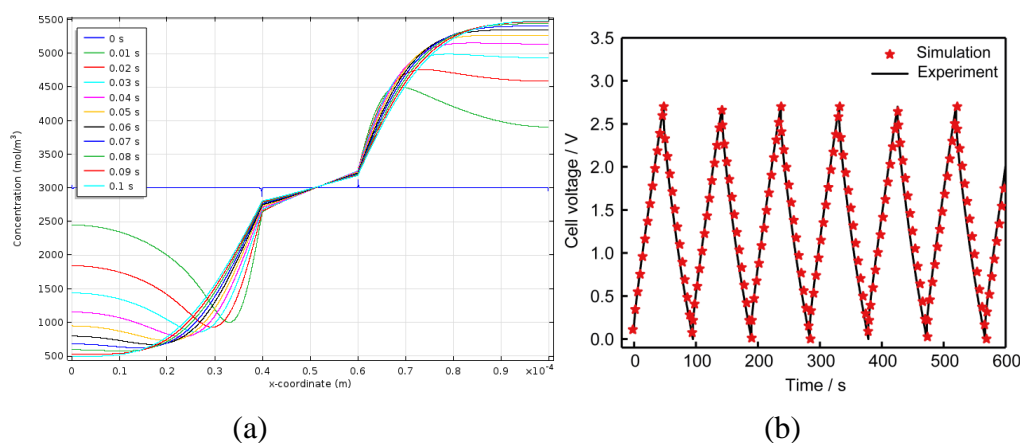 5500
5000
4500
4000
3500
3000
2500
2000
1500
1000
500
Concentration (mol/m³)
0 s
0.01 s
0.02 s
0.03 s
0.04 s
0.05 s
0.06 s
0.07 s
0.08 s
0.09 s
0.1 s
0 0.1 0.2 0.3 0.4 0.5 0.6 0.7 0.8 0.9 ×10⁻⁴
x-coordinate (m)
(a)
3.5
3.0
2.5
2.0
1.5
1.0
0.5
0.0
Cell voltage / V
Simulation
Experiment
0 100 200 300 400 500 600
Time / s
(b)